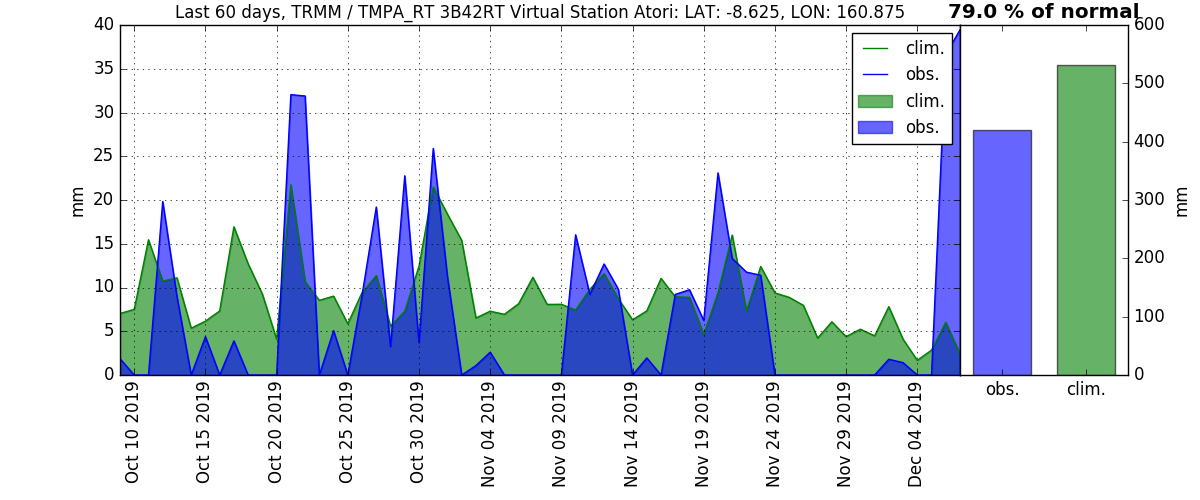 Last 60 days, TRMM / TMPA_RT 3B42RT Virtual Station Atori: LAT: -8.625, LON: 160.875
79.0 % of normal
40
35
30
25
20
15
10
5
0
mm
clim.
obs.
clim.
obs.
600
500
400
300
200
100
0
mm
obs.
clim.
Oct 10 2019
Oct 15 2019
Oct 20 2019
Oct 25 2019
Oct 30 2019
Nov 04 2019
Nov 09 2019
Nov 14 2019
Nov 19 2019
Nov 24 2019
Nov 29 2019
Dec 04 2019